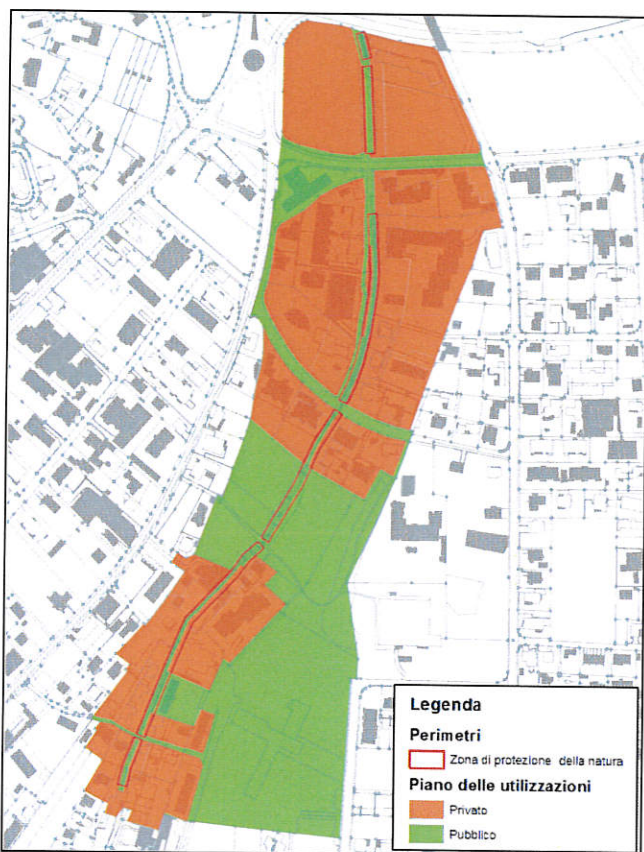 Legenda
Perimetri
Zona di protezione della natura
Piano delle utilizzazioni
Privato
Pubblico